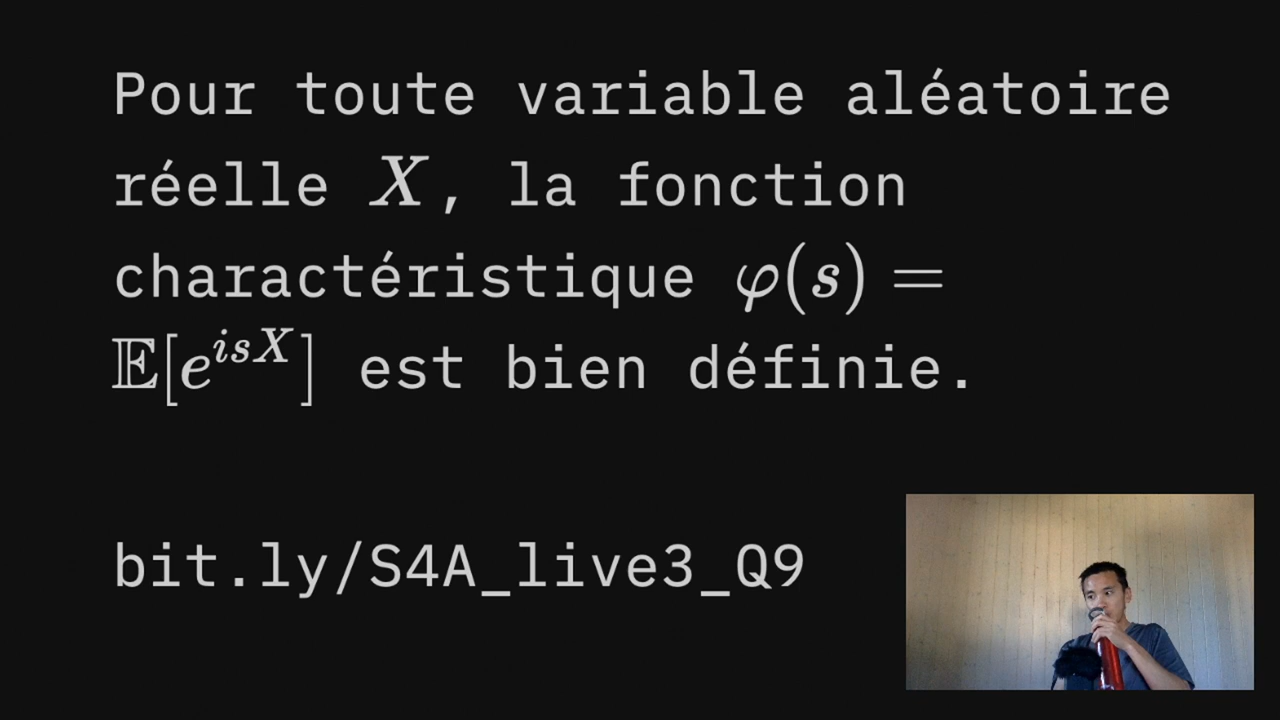 Pour toute variable aléatoire
réelle X, la fonction
charactéristique φ(s) =
𝔼[e^{isX}] est bien définie.
bit.ly/S4A_live3_Q9